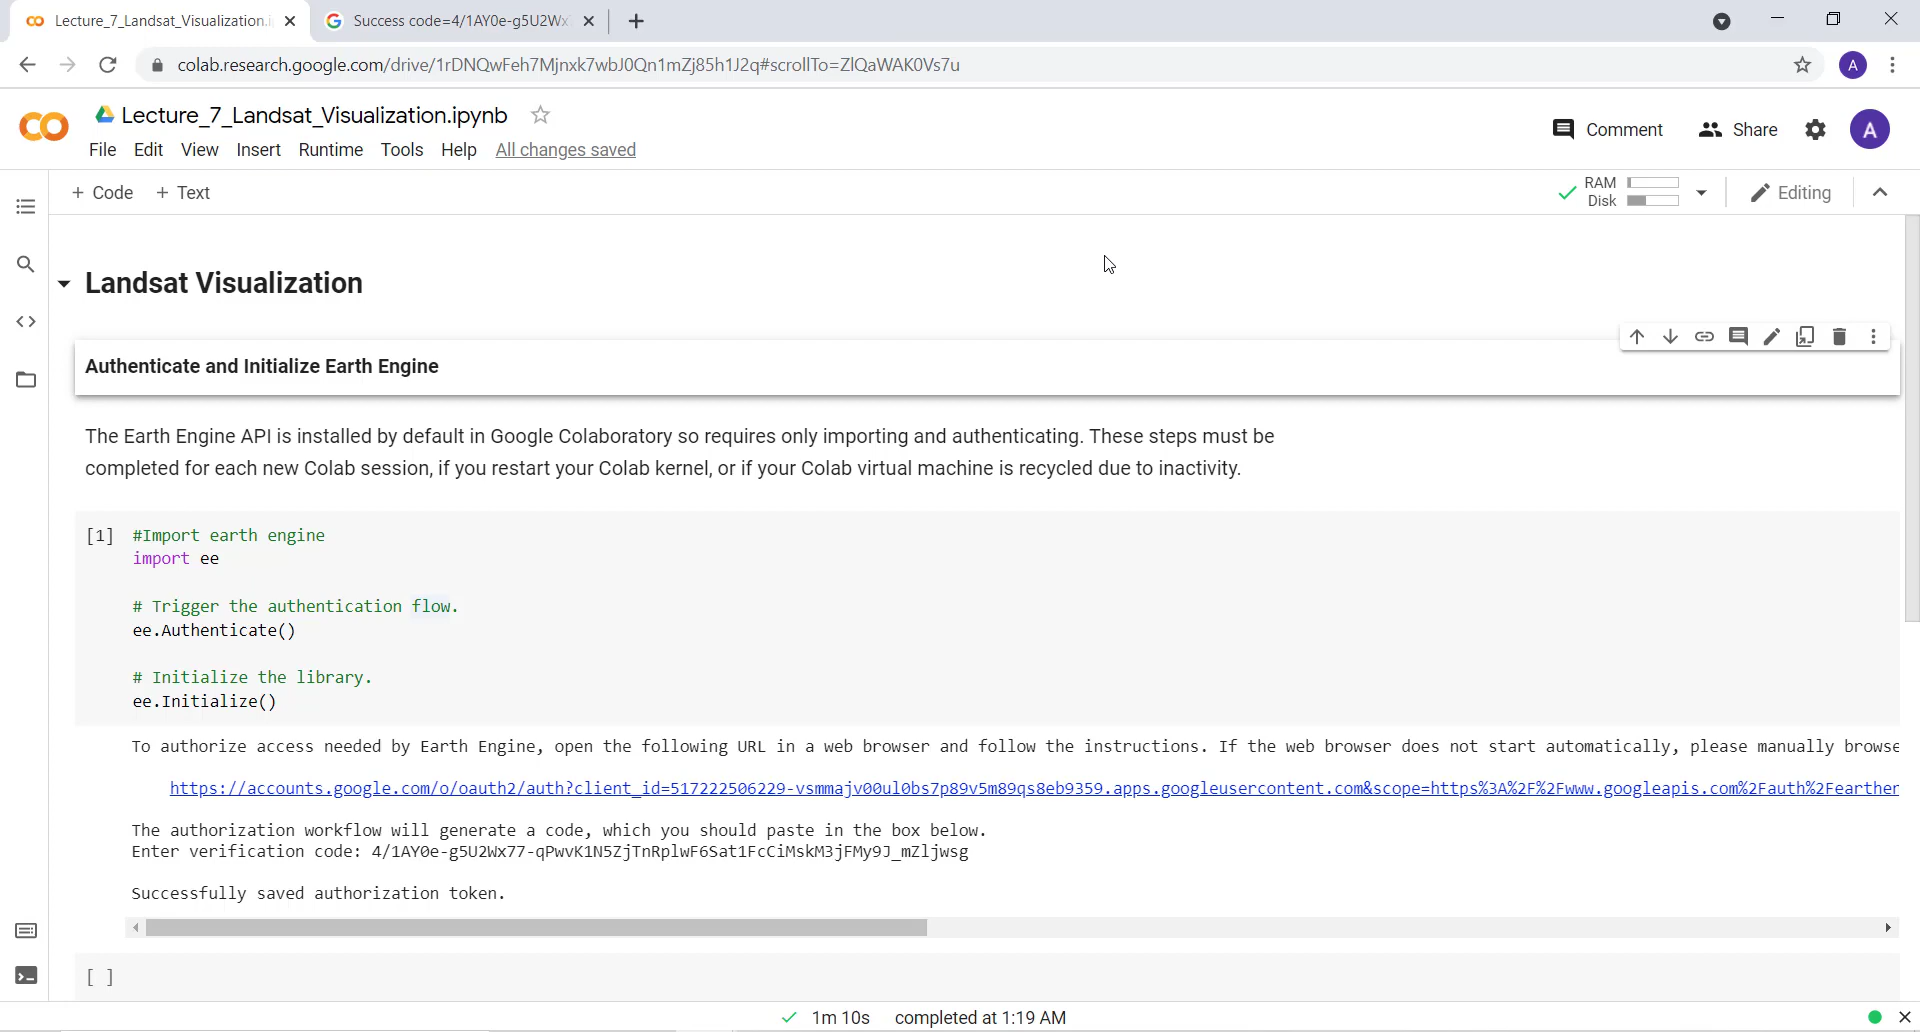 Lecture_7_Landsat_Visualization.i
Success code=4/1AY0e-g5U2Wx
colab.research.google.com/drive/1rDNQwFeh7Mjnxk7wbJ0Qn1mZj85h1J2q#scrollTo=ZlQaWAK0Vs7u
A
Lecture_7_Landsat_Visualization.ipynb
Comment
Share
A
File Edit View Insert Runtime Tools Help All changes saved
+ Code + Text
RAM
Disk
Editing
Landsat Visualization
Authenticate and Initialize Earth Engine
The Earth Engine API is installed by default in Google Colaboratory so requires only importing and authenticating. These steps must be
completed for each new Colab session, if you restart your Colab kernel, or if your Colab virtual machine is recycled due to inactivity.
[1] #Import earth engine
import ee
# Trigger the authentication flow.
ee.Authenticate()
# Initialize the library.
ee.Initialize()
To authorize access needed by Earth Engine, open the following URL in a web browser and follow the instructions. If the web browser does not start automatically, please manually browse
https://accounts.google.com/o/oauth2/auth?client_id=517222506229-vsmmajv00ul0bs7p89v5m89qs8eb9359.apps.googleusercontent.com&scope=https%3A%2F%2Fwww.googleapis.com%2Fauth%2Fearther
The authorization workflow will generate a code, which you should paste in the box below.
Enter verification code: 4/1AY0e-g5U2Wx77-qPwvK1N5ZjTnRplwF6Sat1FcCiMskM3jFMy9J_mZljwsg
Successfully saved authorization token.
[ ]
1m 10s completed at 1:19 AM